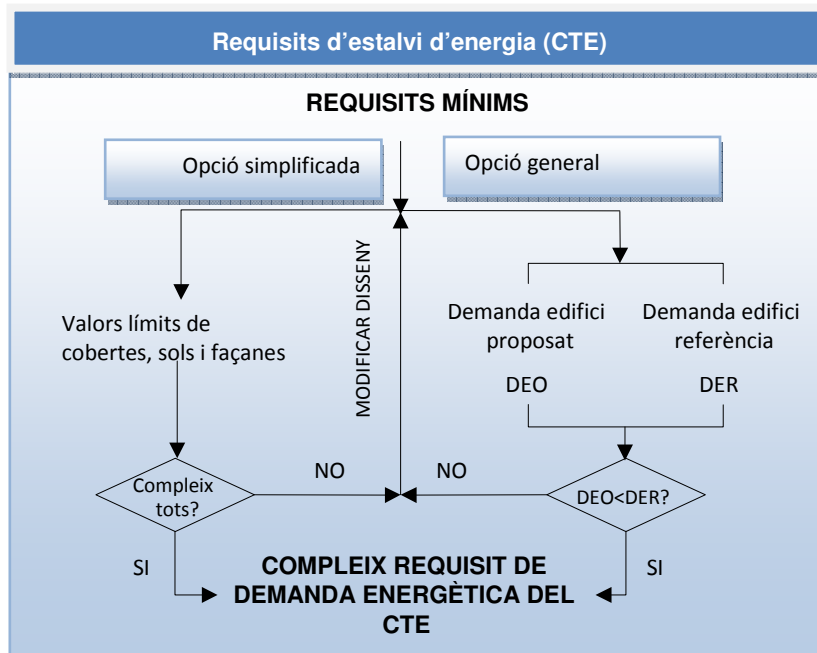 Requisits d’estalvi d’energia (CTE)
REQUISITS MÍNIMS
Opció simplificada
Opció general
MODIFICAR DISSENY
Valors límits de
cobertes, sols i façanes
Demanda edifici
proposat
DEO
Demanda edifici
referència
DER
Compleix
tots?
NO
NO
DEO<DER?
SI
SI
COMPLEIX REQUISIT DE
DEMANDA ENERGÈTICA DEL
CTE